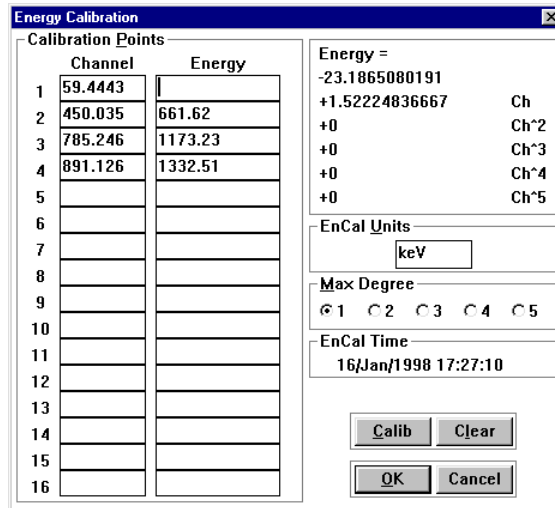 Energy Calibration
Calibration Points
Channel Energy
1 59.4443
2 450.035 661.62
3 785.246 1173.23
4 891.126 1332.51
5
6
7
8
9
10
11
12
13
14
15
16
Energy =
-23.1865080191
+1.52224836667 Ch
+0 Ch^2
+0 Ch^3
+0 Ch^4
+0 Ch^5
EnCal Units
keV
Max Degree
1 2 3 4 5
EnCal Time
16/Jan/1998 17:27:10
Calib Clear
OK Cancel